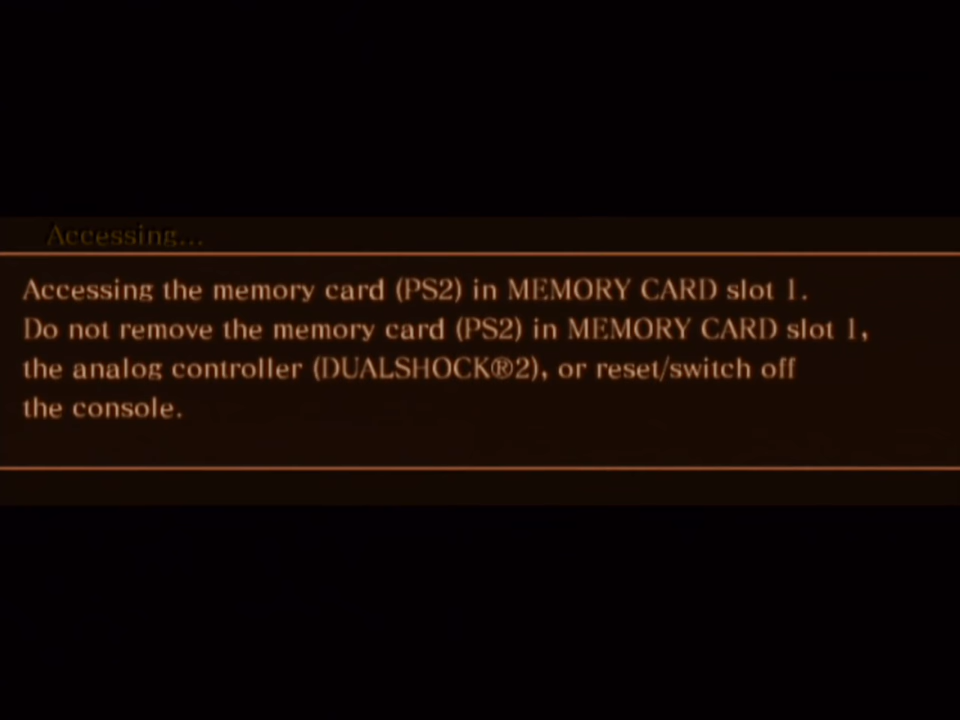 Accessing...
Accessing the memory card (PS2) in MEMORY CARD slot 1.
Do not remove the memory card (PS2) in MEMORY CARD slot 1,
the analog controller (DUALSHOCK®2), or reset/switch off
the console.